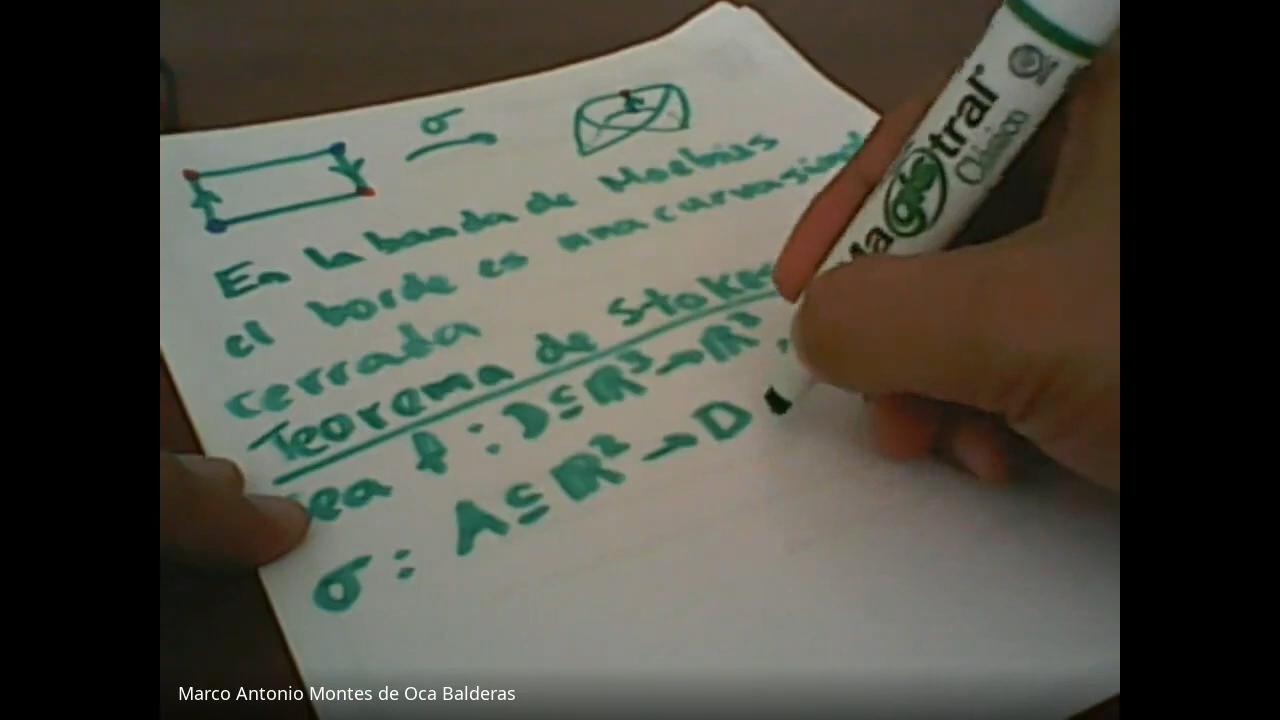 σ
En la banda de Moebius
el borde es una curva simple
cerrada
Teorema de Stokes
Sea f : D ⊆ ℝ³ → ℝ³,
σ : A ⊆ ℝ² → D
Magistral
Clásico
Marco Antonio Montes de Oca Balderas